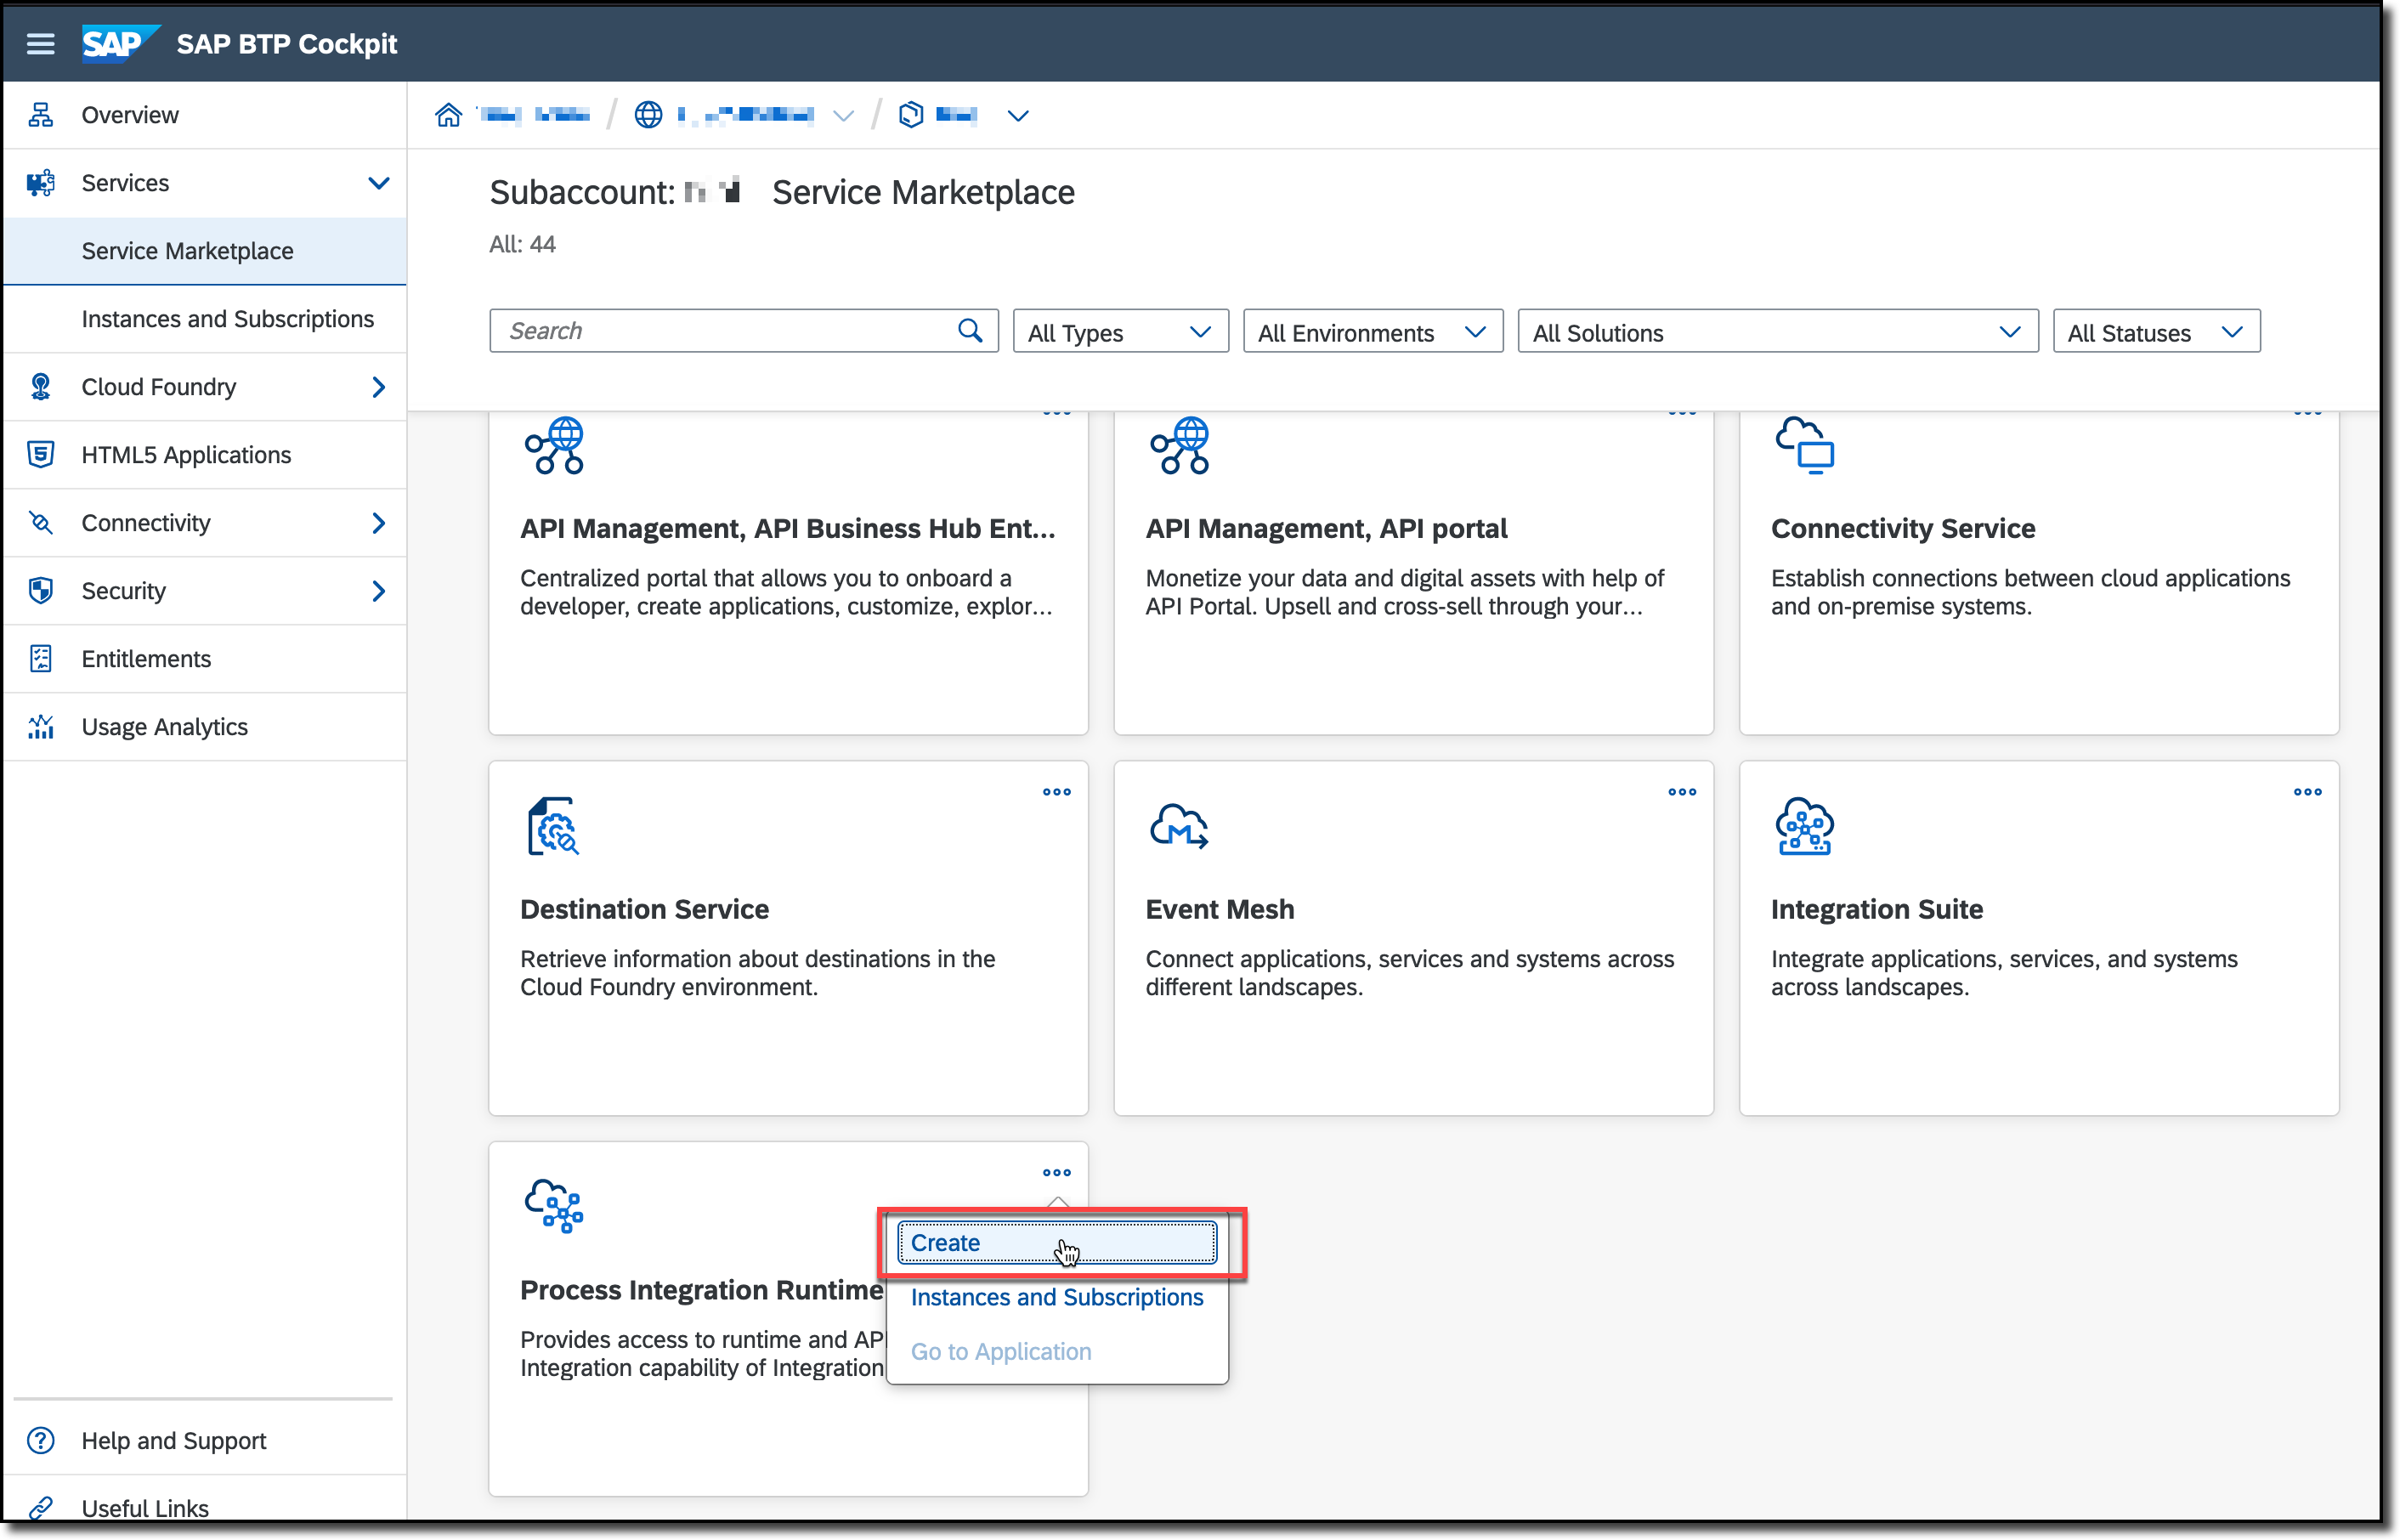 SAP SAP BTP Cockpit
Overview
Services
Service Marketplace
Instances and Subscriptions
Cloud Foundry
HTML5 Applications
Connectivity
Security
Entitlements
Usage Analytics
Help and Support
Useful Links
Subaccount: Service Marketplace
All: 44
Search
All Types
All Environments
All Solutions
All Statuses
API Management, API Business Hub Ent...
Centralized portal that allows you to onboard a
developer, create applications, customize, explor...
API Management, API portal
Monetize your data and digital assets with help of
API Portal. Upsell and cross-sell through your...
Connectivity Service
Establish connections between cloud applications
and on-premise systems.
Destination Service
Retrieve information about destinations in the
Cloud Foundry environment.
Event Mesh
Connect applications, services and systems across
different landscapes.
Integration Suite
Integrate applications, services, and systems
across landscapes.
Process Integration Runtime
Provides access to runtime and API
Integration capability of Integration
Create
Instances and Subscriptions
Go to Application